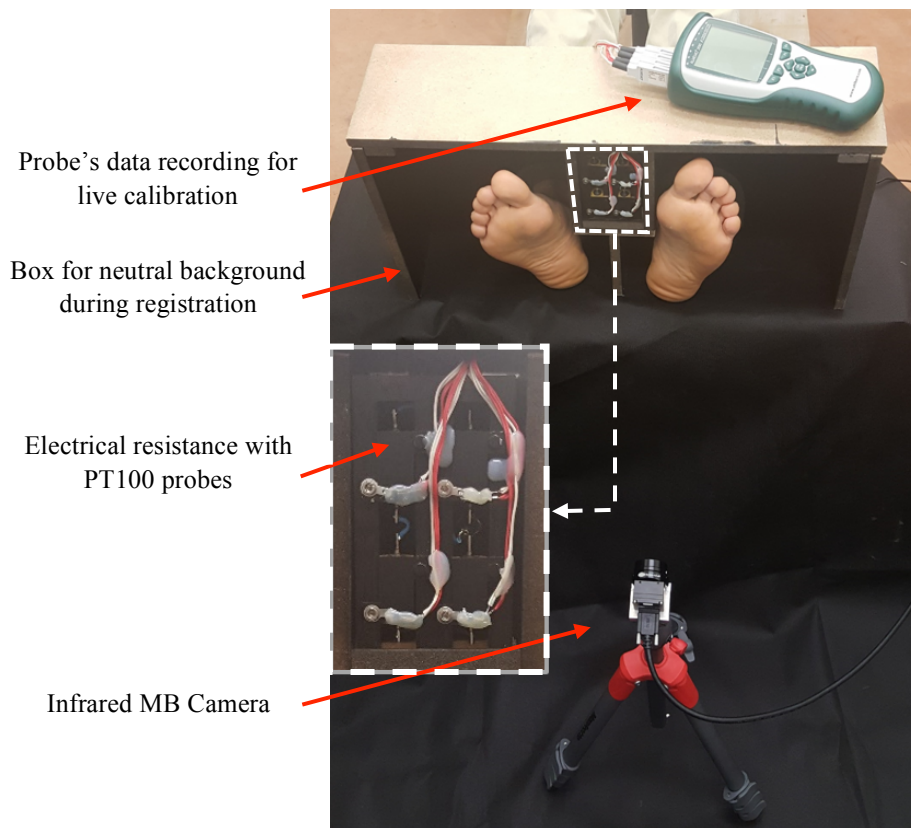 Probe’s data recording for
live calibration
Box for neutral background
during registration
Electrical resistance with
PT100 probes
Infrared MB Camera